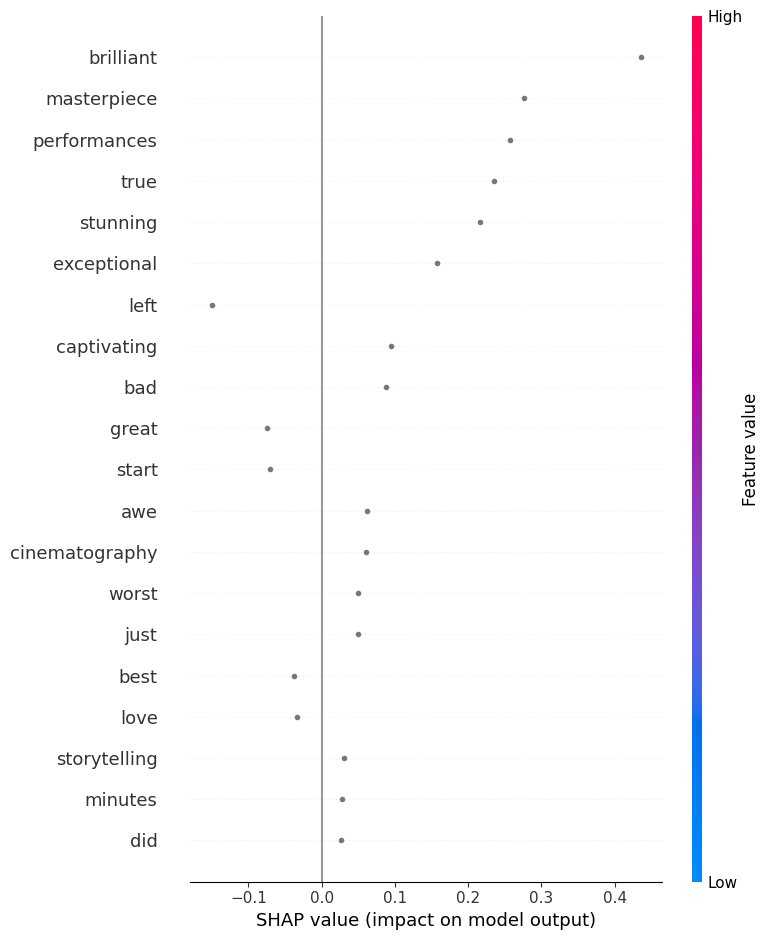 High
brilliant
masterpiece
performances
true
stunning
exceptional
left
captivating
bad
great
start
awe
cinematography
worst
just
best
love
storytelling
minutes
did
Feature value
Low
−0.1 0.0 0.1 0.2 0.3 0.4
SHAP value (impact on model output)